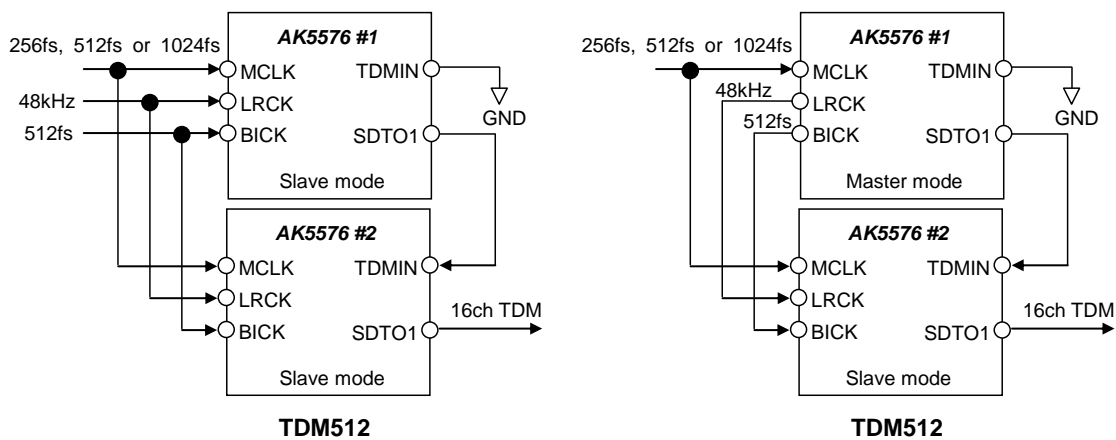 AK5576 #1
256fs, 512fs or 1024fs
MCLK
TDMIN
48kHz
LRCK
GND
512fs
BICK
SDTO1
Slave mode
AK5576 #2
MCLK
TDMIN
LRCK
16ch TDM
BICK
SDTO1
Slave mode
TDM512
AK5576 #1
256fs, 512fs or 1024fs
MCLK
TDMIN
48kHz
LRCK
GND
512fs
BICK
SDTO1
Master mode
AK5576 #2
MCLK
TDMIN
LRCK
16ch TDM
BICK
SDTO1
Slave mode
TDM512